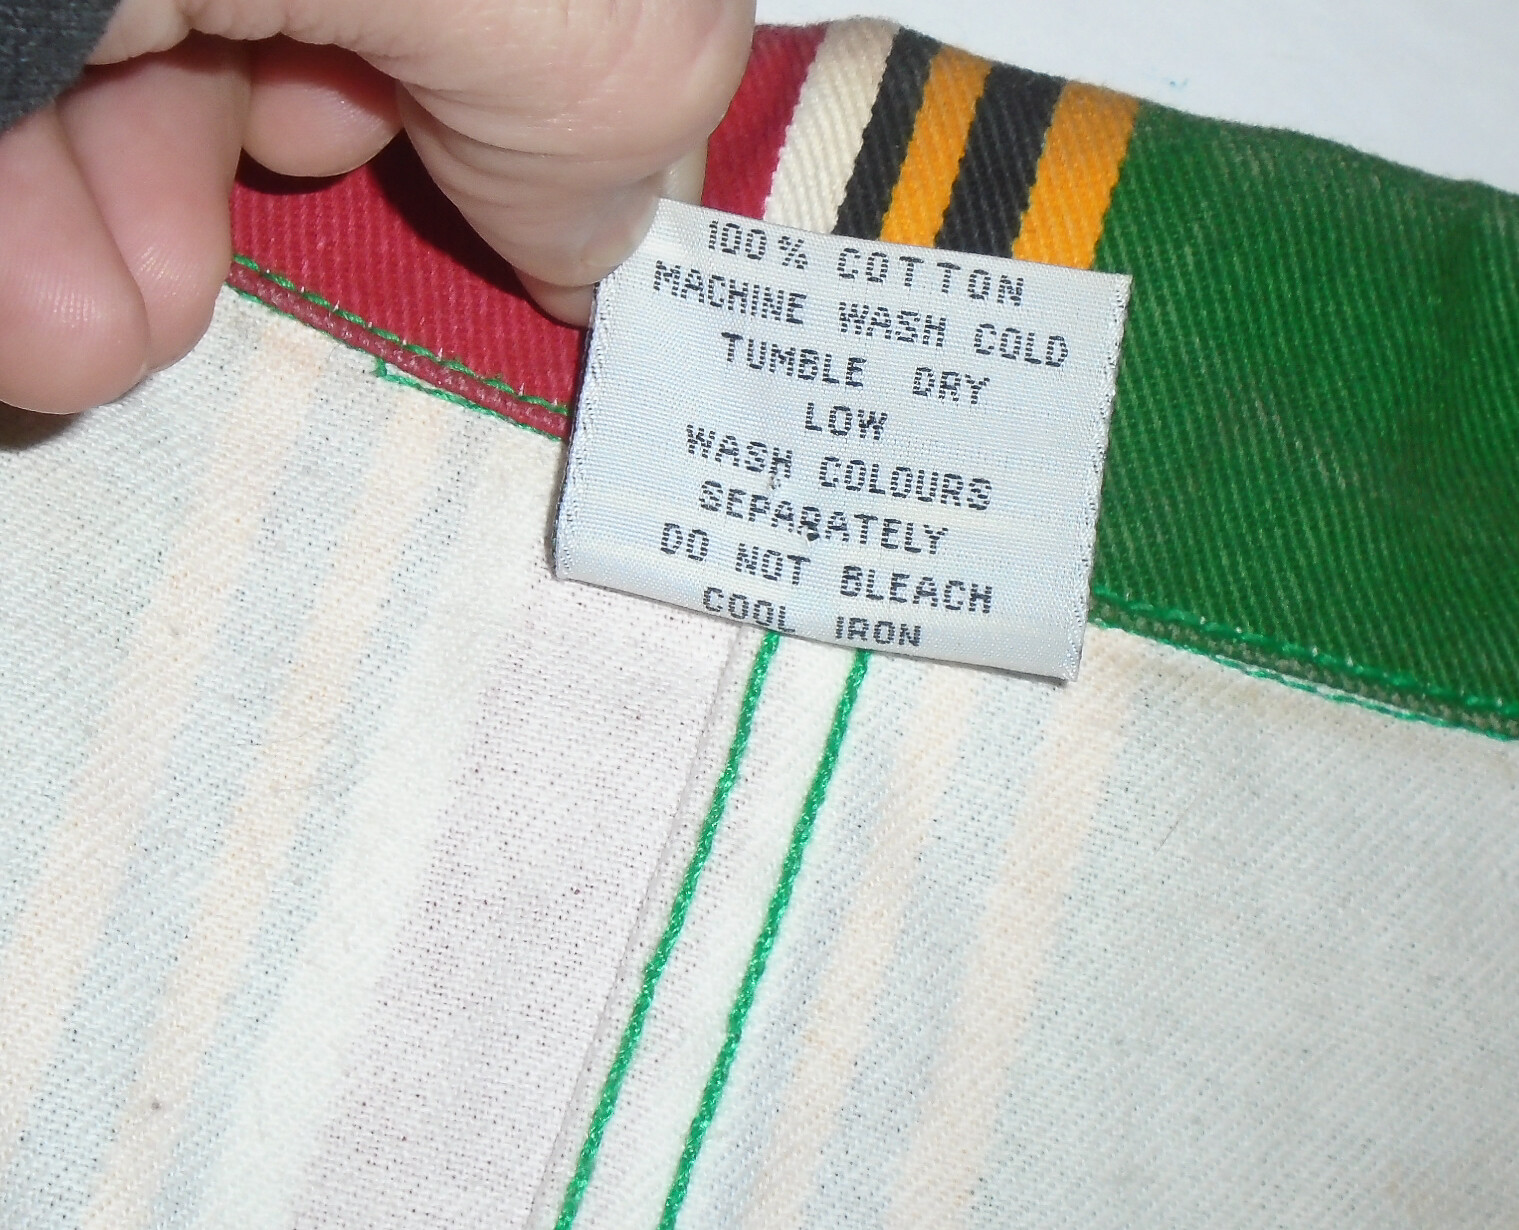 100% COTTON
MACHINE WASH COLD
TUMBLE DRY
LOW
WASH COLOURS
SEPARATELY
DO NOT BLEACH
COOL IRON